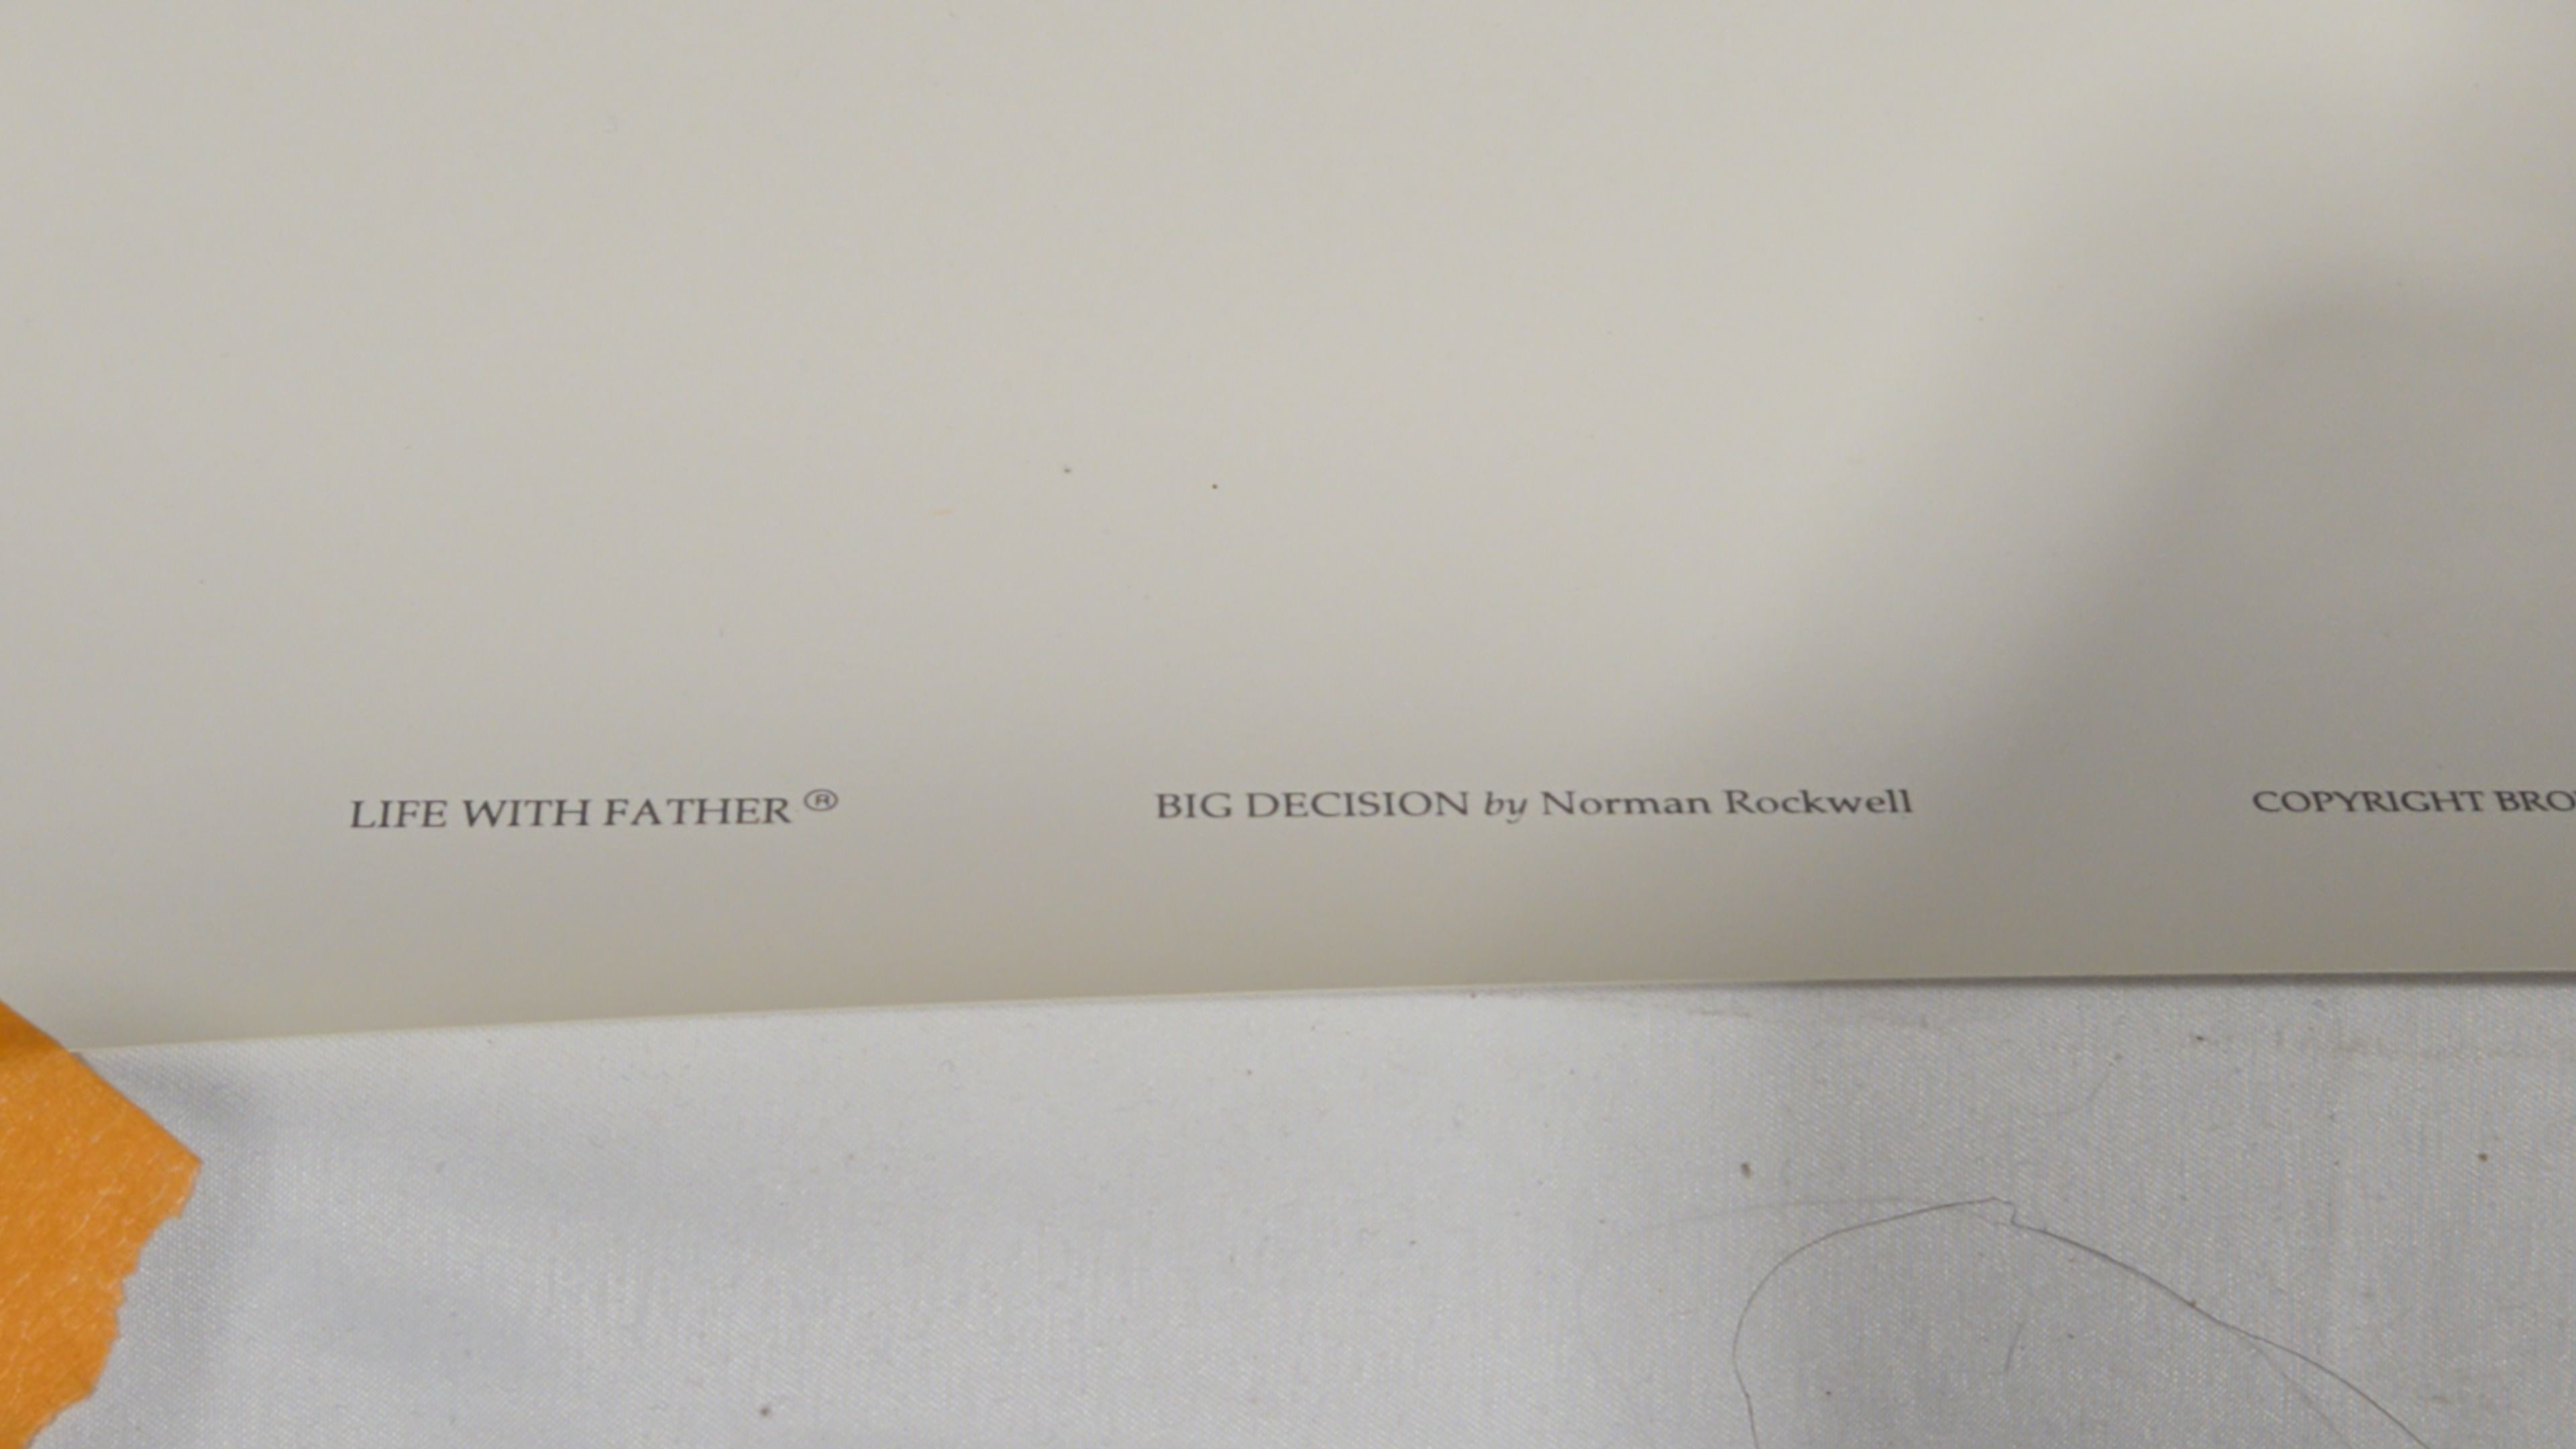 LIFE WITH FATHER ® BIG DECISION by Norman Rockwell COPYRIGHT